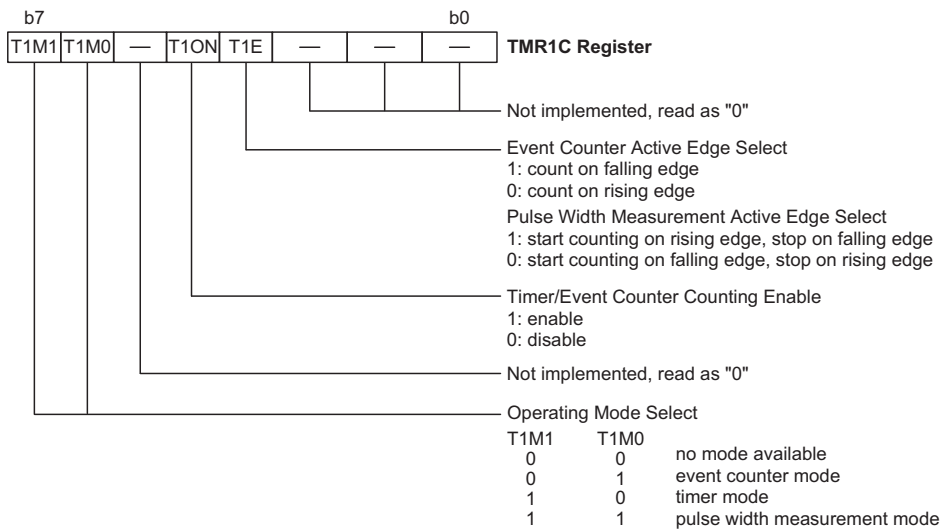 b7 b0
T1M1 T1M0 — T1ON T1E — — — TMR1C Register
Not implemented, read as "0"
Event Counter Active Edge Select
1: count on falling edge
0: count on rising edge
Pulse Width Measurement Active Edge Select
1: start counting on rising edge, stop on falling edge
0: start counting on falling edge, stop on rising edge
Timer/Event Counter Counting Enable
1: enable
0: disable
Not implemented, read as "0"
Operating Mode Select
T1M1 T1M0
0 0 no mode available
0 1 event counter mode
1 0 timer mode
1 1 pulse width measurement mode